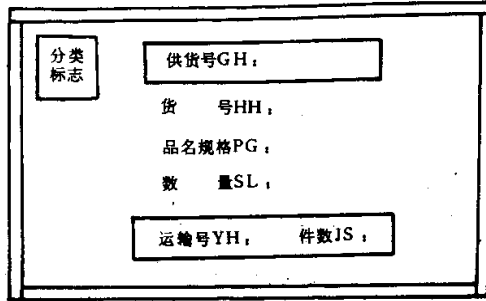 分类
标志
供货号GH：
货 号HH：
品名规格PG：
数 量SL：
运输号YH： 件数JS：